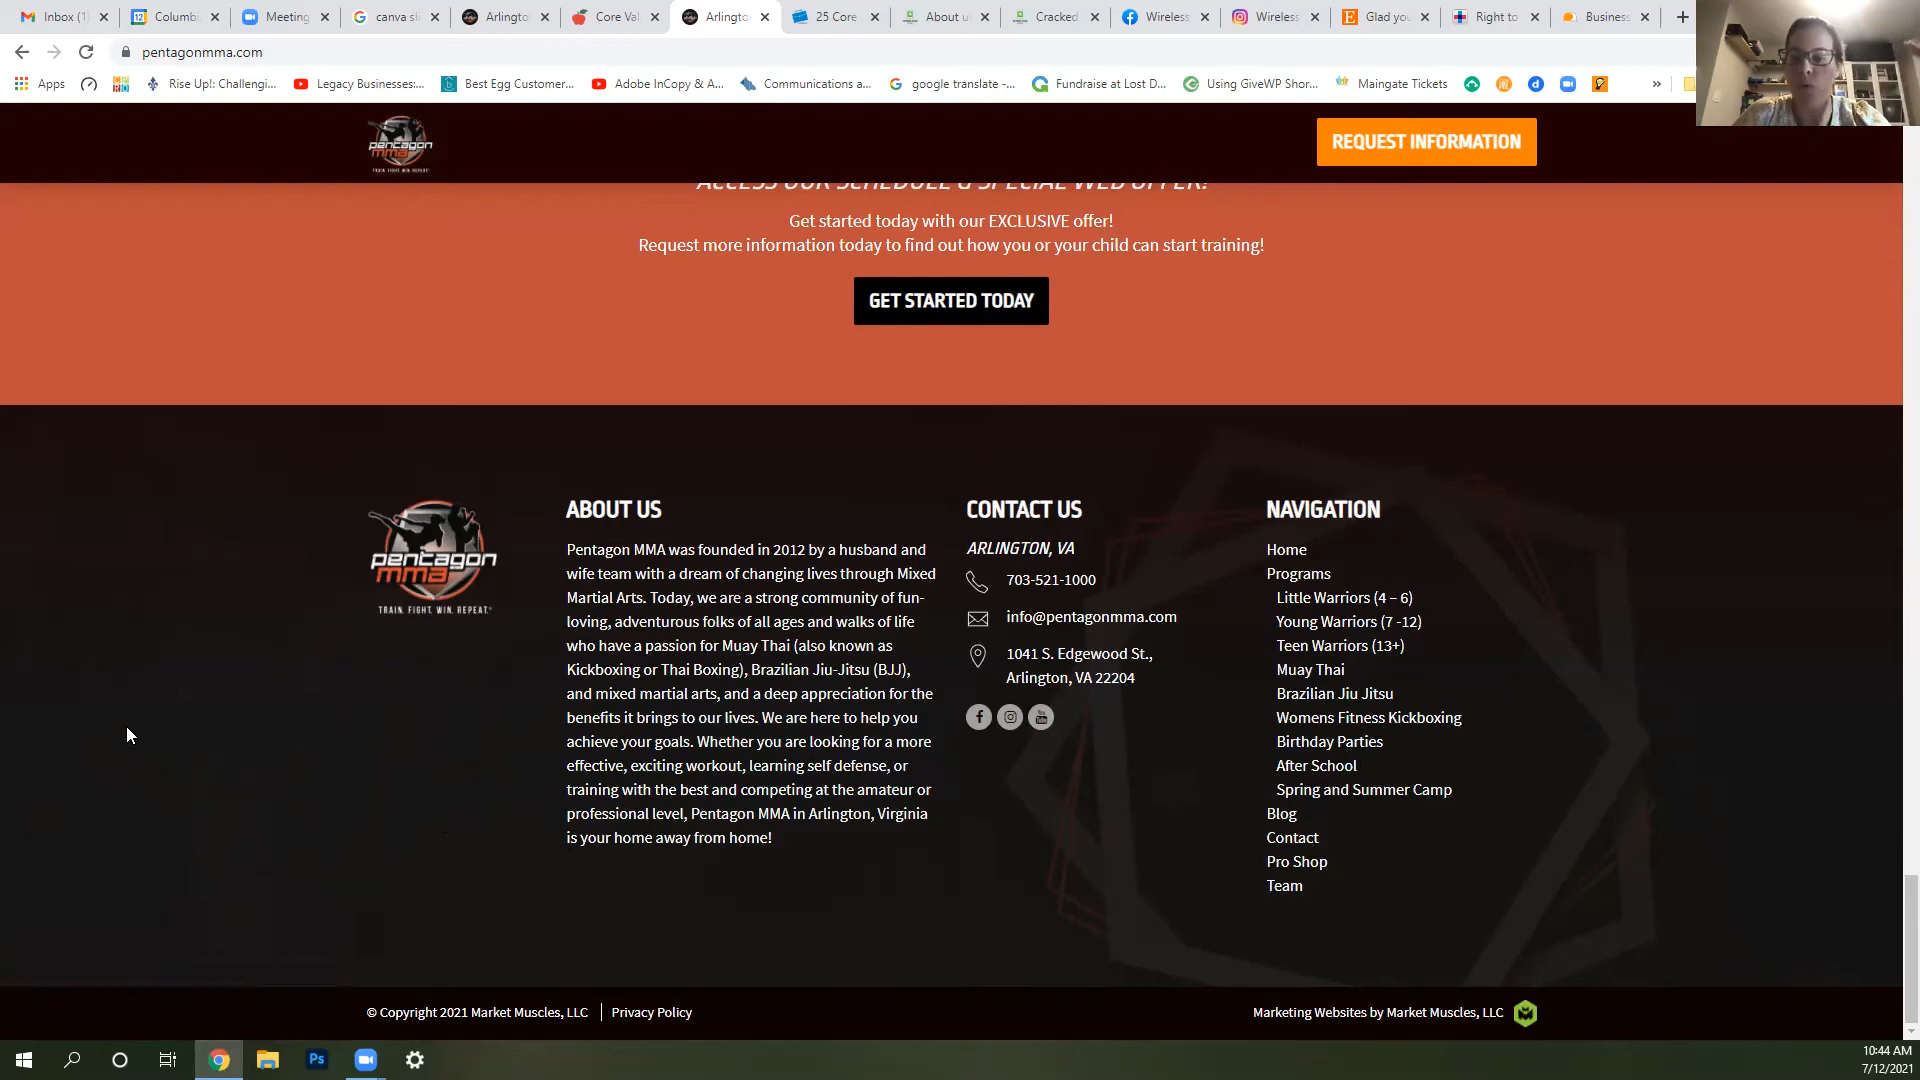 Inbox (1)
Columb
Meeting
canva sl
Arlingto
Core Val
Arlingto
25 Core
About u
Cracked
Wireless
Wireless
Glad you
Right to
Business
pentagonmma.com
Apps
Rise Up!: Challengi...
Legacy Businesses:...
Best Egg Customer...
Adobe InCopy & A...
Communications a...
google translate -...
Fundraise at Lost D...
Using GiveWP Shor...
Maingate Tickets
»
pentagon
mma
REQUEST INFORMATION
ACCESS OUR SCHEDULE & SPECIAL WEB OFFER!
Get started today with our EXCLUSIVE offer!
Request more information today to find out how you or your child can start training!
GET STARTED TODAY
pentagon
mma
TRAIN. FIGHT. WIN. REPEAT.
ABOUT US
Pentagon MMA was founded in 2012 by a husband and
wife team with a dream of changing lives through Mixed
Martial Arts. Today, we are a strong community of fun-
loving, adventurous folks of all ages and walks of life
who have a passion for Muay Thai (also known as
Kickboxing or Thai Boxing), Brazilian Jiu-Jitsu (BJJ),
and mixed martial arts, and a deep appreciation for the
benefits it brings to our lives. We are here to help you
achieve your goals. Whether you are looking for a more
effective, exciting workout, learning self defense, or
training with the best and competing at the amateur or
professional level, Pentagon MMA in Arlington, Virginia
is your home away from home!
CONTACT US
ARLINGTON, VA
703-521-1000
info@pentagonmma.com
1041 S. Edgewood St.,
Arlington, VA 22204
NAVIGATION
Home
Programs
Little Warriors (4 – 6)
Young Warriors (7 -12)
Teen Warriors (13+)
Muay Thai
Brazilian Jiu Jitsu
Womens Fitness Kickboxing
Birthday Parties
After School
Spring and Summer Camp
Blog
Contact
Pro Shop
Team
© Copyright 2021 Market Muscles, LLC
Privacy Policy
Marketing Websites by Market Muscles, LLC
Ps
10:44 AM
7/12/2021